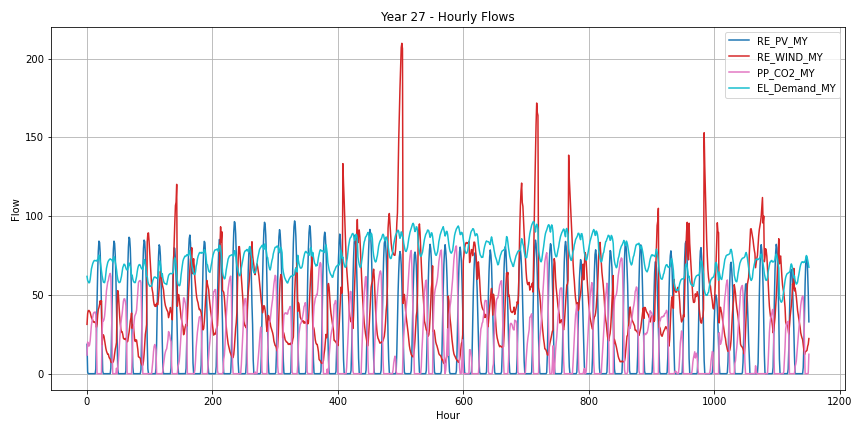 Year 27 - Hourly Flows
RE_PV_MY
RE_WIND_MY
PP_CO2_MY
EL_Demand_MY
Flow
200
150
100
50
0
0 200 400 600 800 1000 1200
Hour